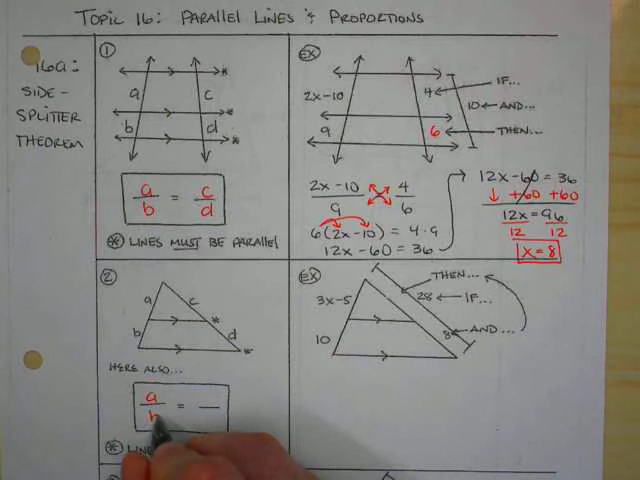 TOPIC 16: PARALLEL LINES & PROPORTIONS
16a:
SIDE-
SPLITTER
THEOREM
①
a
c
*
b
d
*
*
a/b = c/d
* LINES MUST BE PARALLEL
EX
2x-10
4
IF...
10
AND...
9
6
THEN...
2x-10/9 4/6
6(2x-10) = 4·9
12x-60 = 36
12x-60 = 36
+60 +60
12x = 96
12 12
x=8
②
a
c
*
b
d
*
HERE ALSO...
a/b = —
* LIN
EX
THEN...
3x-5
28
IF...
10
8
AND...